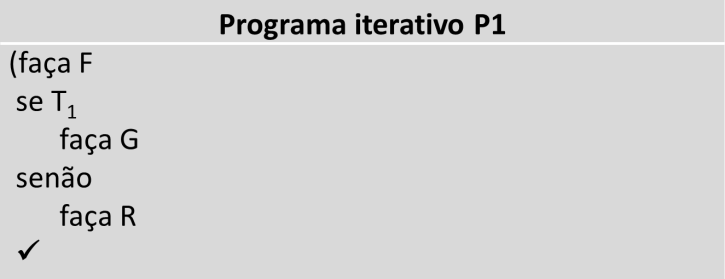 Programa iterativo P1
(faça F
se T₁
faça G
senão
faça R
✓